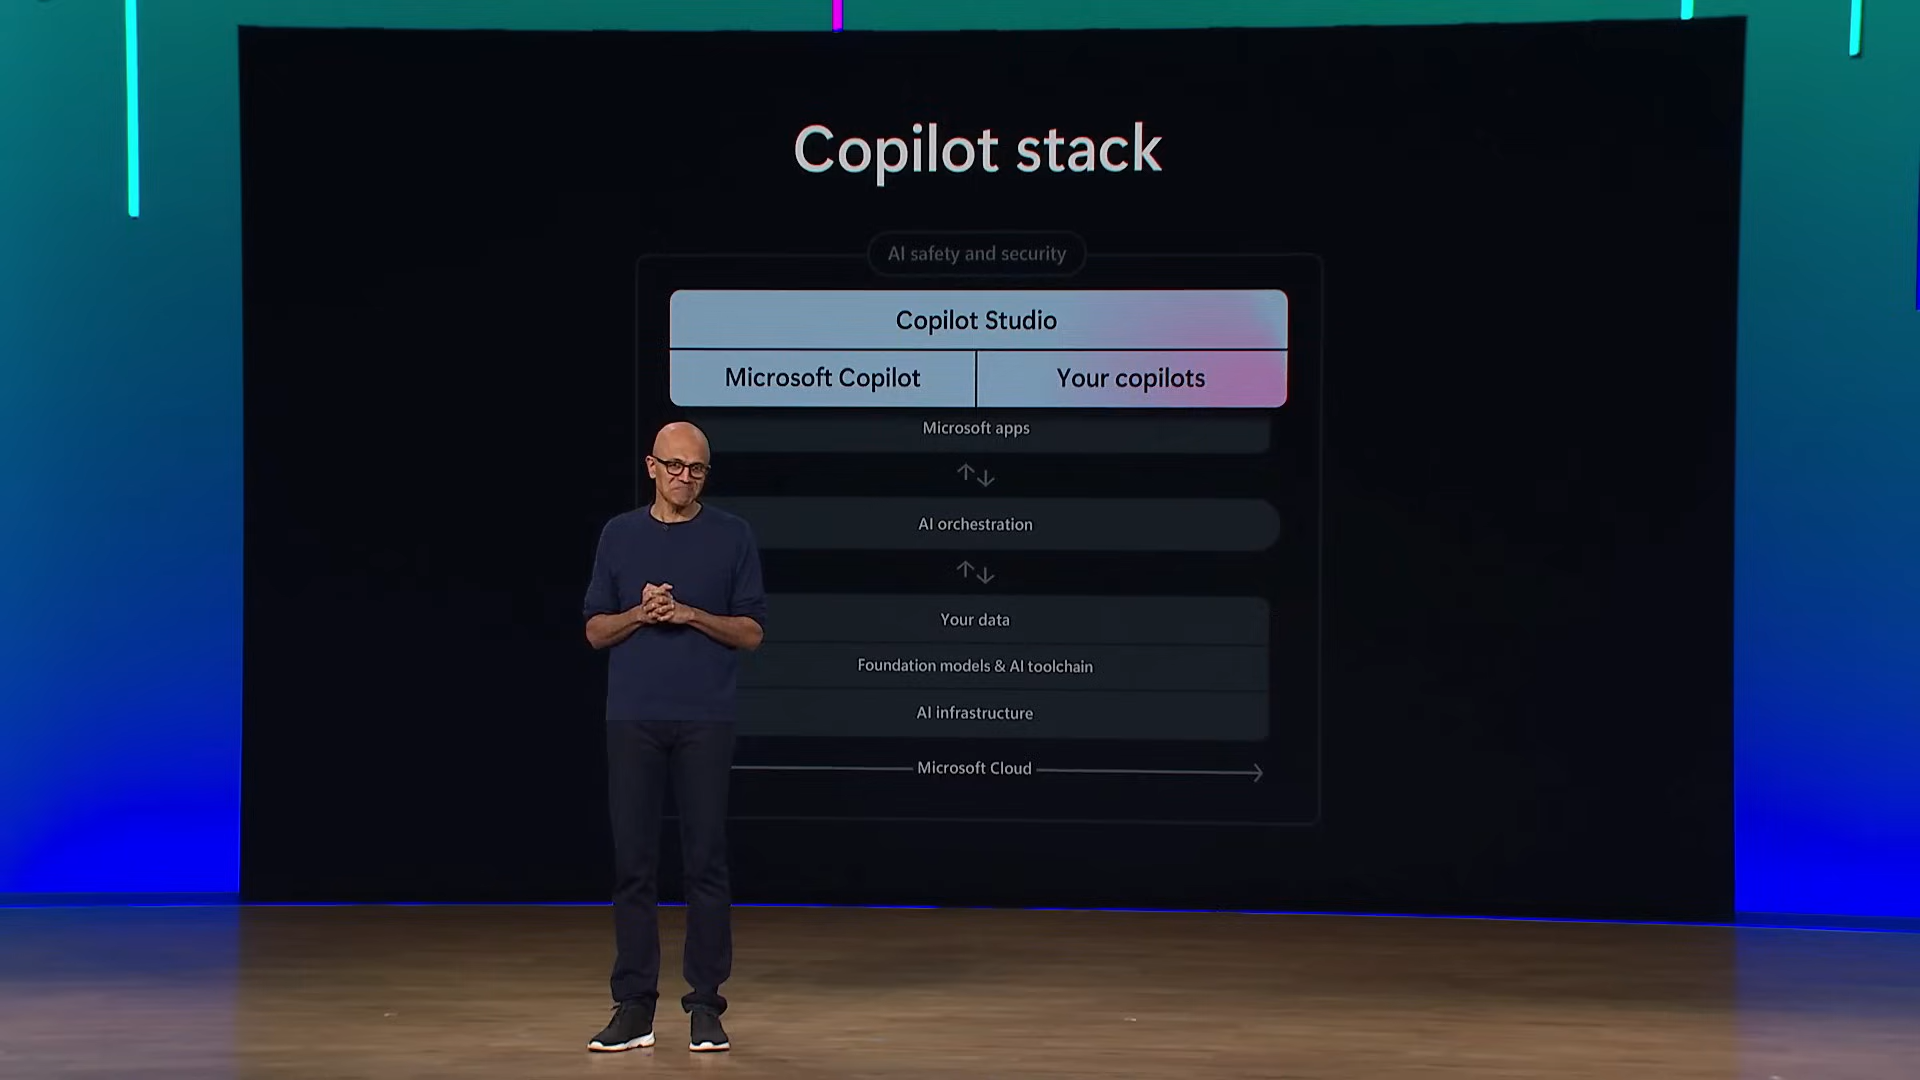 Copilot stack
AI safety and security
Copilot Studio
Microsoft Copilot
Your copilots
Microsoft apps
AI orchestration
Your data
Foundation models & AI toolchain
AI infrastructure
Microsoft Cloud